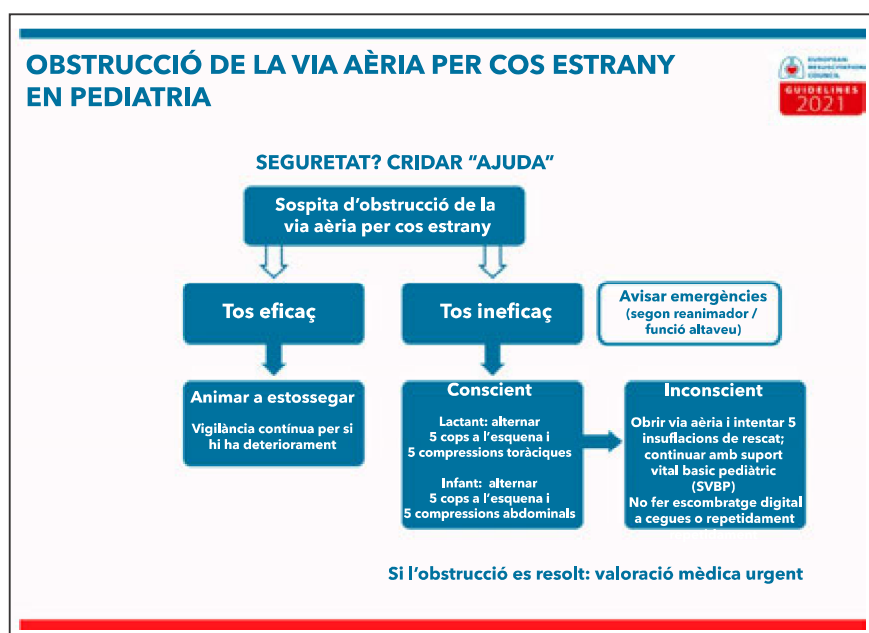 OBSTRUCCIÓ DE LA VIA AÈRIA PER COS ESTRANY
EN PEDIATRIA
EUROPEAN
RESUSCITATION
COUNCIL
GUIDELINES
2021
SEGURETAT? CRIDAR “AJUDA”
Sospita d’obstrucció de la
via aèria per cos estrany
Tos eficaç
Tos ineficaç
Avisar emergències
(segon reanimador /
funció altaveu)
Animar a estossegar
Vigilància contínua per si
hi ha deteriorament
Conscient
Lactant: alternar
5 cops a l’esquena i
5 compressions toràciques
Infant: alternar
5 cops a l’esquena i
5 compressions abdominals
Inconscient
Obrir via aèria i intentar 5
insuflacions de rescat;
continuar amb suport
vital basic pediàtric
(SVBP)
No fer escombratge digital
a cegues o repetidament
Si l’obstrucció es resolt: valoració mèdica urgent